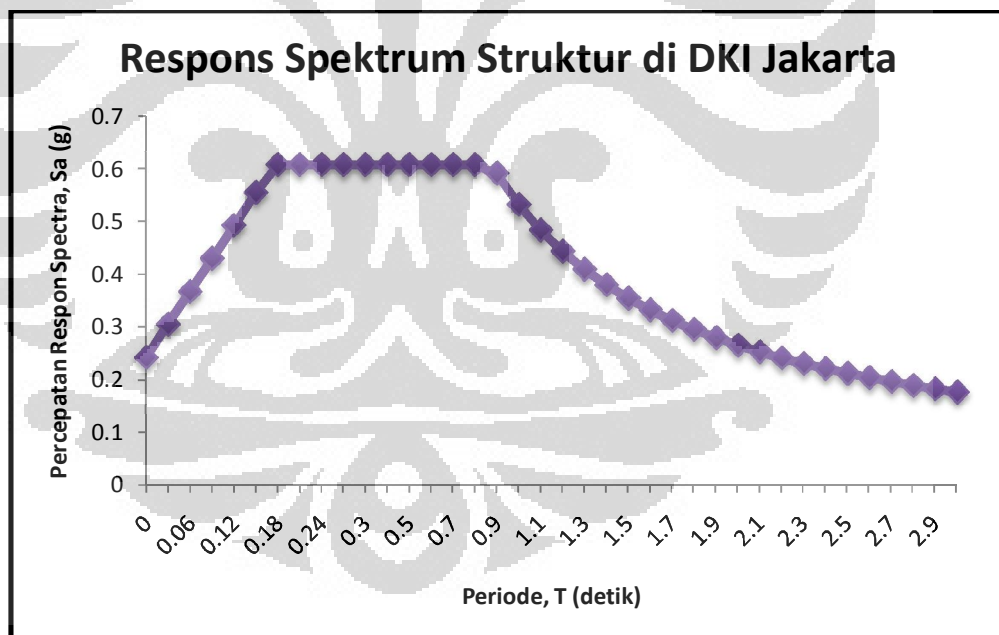 Respons Spektrum Struktur di DKI Jakarta
Percepatan Respon Spectra, Sa (g)
0.7
0.6
0.5
0.4
0.3
0.2
0.1
0
0 0.06 0.12 0.18 0.24 0.3 0.5 0.7 0.9 1.1 1.3 1.5 1.7 1.9 2.1 2.3 2.5 2.7 2.9
Periode, T (detik)